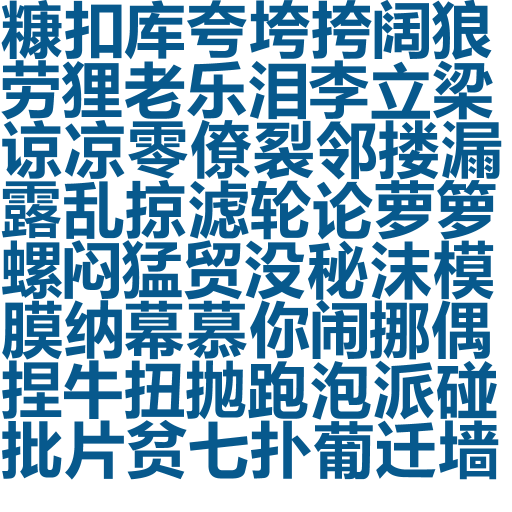 糠扣库夸垮挎阔狼
劳狸老乐泪李立梁
谅凉零僚裂邻搂漏
露乱掠滤轮论萝箩
螺闷猛贸没秘沫模
膜纳幕慕你闹挪偶
捏牛扭抛跑泡派碰
批片贫七扑葡迁墙